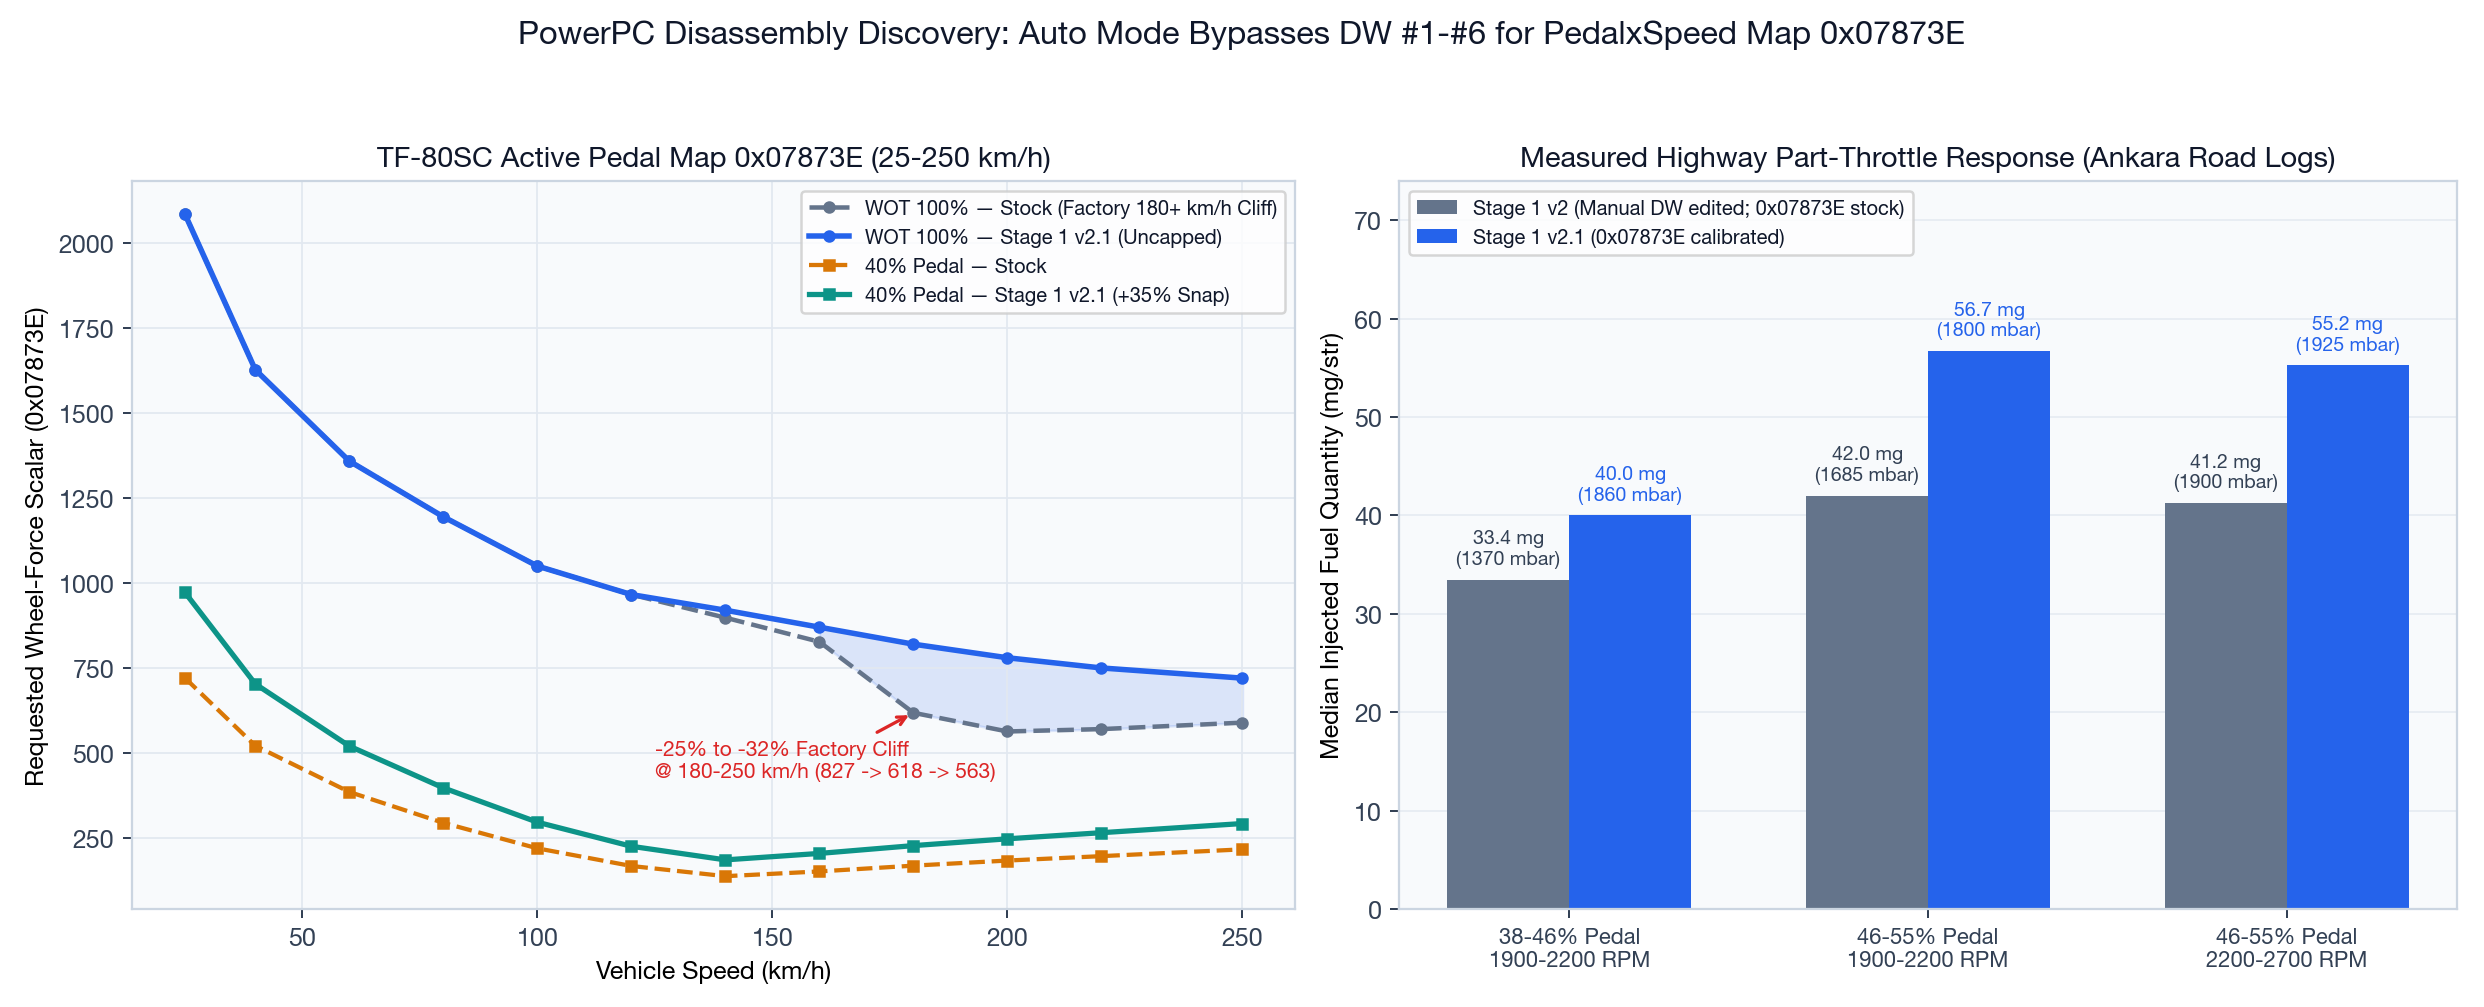 PowerPC Disassembly Discovery: Auto Mode Bypasses DW #1-#6 for PedalxSpeed Map 0x07873E
TF-80SC Active Pedal Map 0x07873E (25-250 km/h)
Requested Wheel-Force Scalar (0x07873E)
2000
1750
1500
1250
1000
750
500
250
WOT 100% — Stock (Factory 180+ km/h Cliff)
WOT 100% — Stage 1 v2.1 (Uncapped)
40% Pedal — Stock
40% Pedal — Stage 1 v2.1 (+35% Snap)
-25% to -32% Factory Cliff
@ 180-250 km/h (827 -> 618 -> 563)
50
100
150
200
250
Vehicle Speed (km/h)
Measured Highway Part-Throttle Response (Ankara Road Logs)
Median Injected Fuel Quantity (mg/str)
70
60
50
40
30
20
10
0
Stage 1 v2 (Manual DW edited; 0x07873E stock)
Stage 1 v2.1 (0x07873E calibrated)
33.4 mg
(1370 mbar)
40.0 mg
(1860 mbar)
42.0 mg
(1685 mbar)
56.7 mg
(1800 mbar)
41.2 mg
(1900 mbar)
55.2 mg
(1925 mbar)
38-46% Pedal
1900-2200 RPM
46-55% Pedal
1900-2200 RPM
46-55% Pedal
2200-2700 RPM